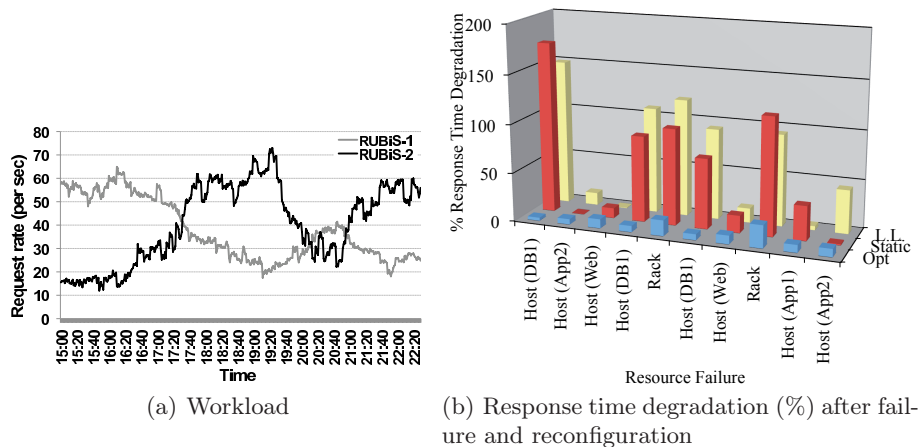 80
70
60
50
40
30
20
10
0
Request rate (per sec)
RUBiS-1
RUBiS-2
15:00
15:20
15:40
16:00
16:20
16:40
17:00
17:20
17:40
18:00
18:20
18:40
19:00
19:20
19:40
20:00
20:20
20:40
21:00
21:20
21:40
22:00
22:20
Time
(a) Workload
200
150
100
50
0
% Response Time Degradation
L.L
Static
Opt
Host (DB1)
Host (App2)
Host (Web)
Host (DB1)
Rack
Host (DB1)
Host (Web)
Rack
Host (App1)
Host (App2)
Resource Failure
(b) Response time degradation (%) after fail-
ure and reconfiguration